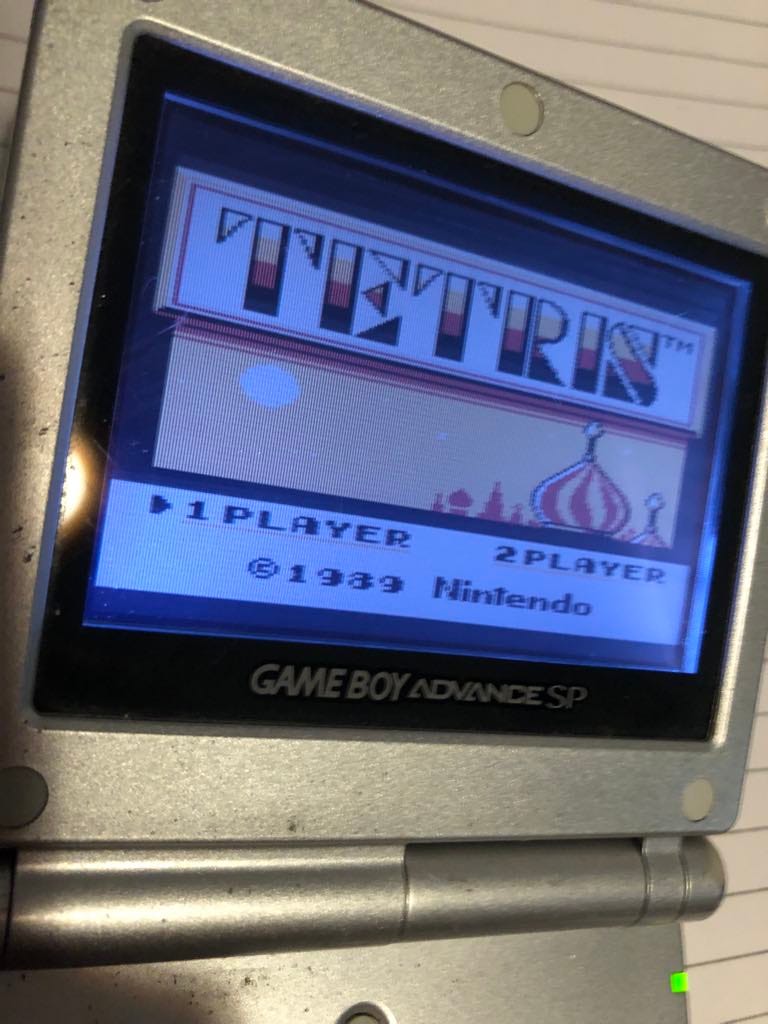 TETRIS™
▶1PLAYER 2PLAYER
©1989 Nintendo
GAME BOY ADVANCE SP